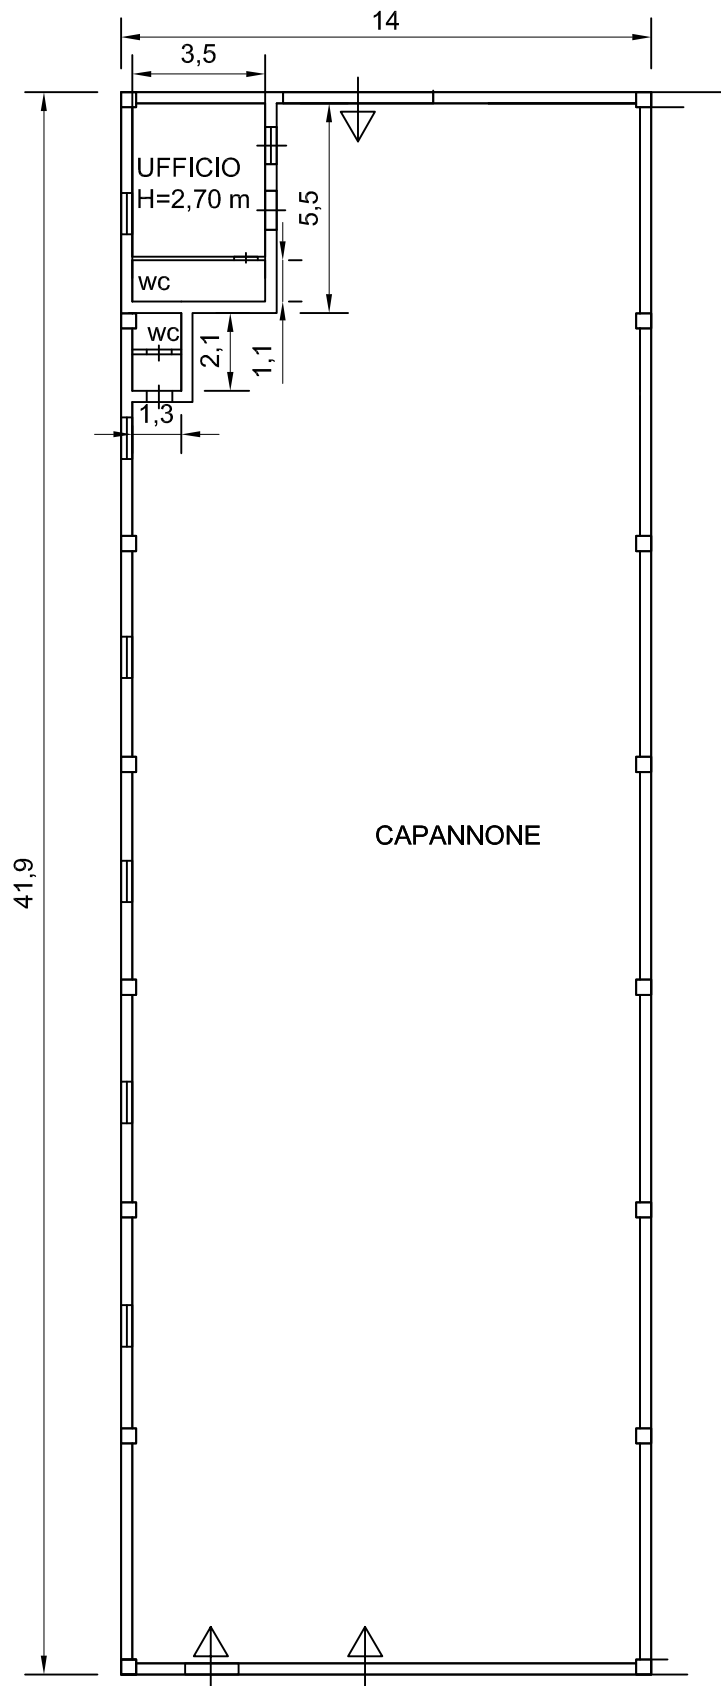 14
3,5
UFFICIO
H=2,70 m
5,5
wc
wc
2,1
1,1
1,3
CAPANNONE
41,9